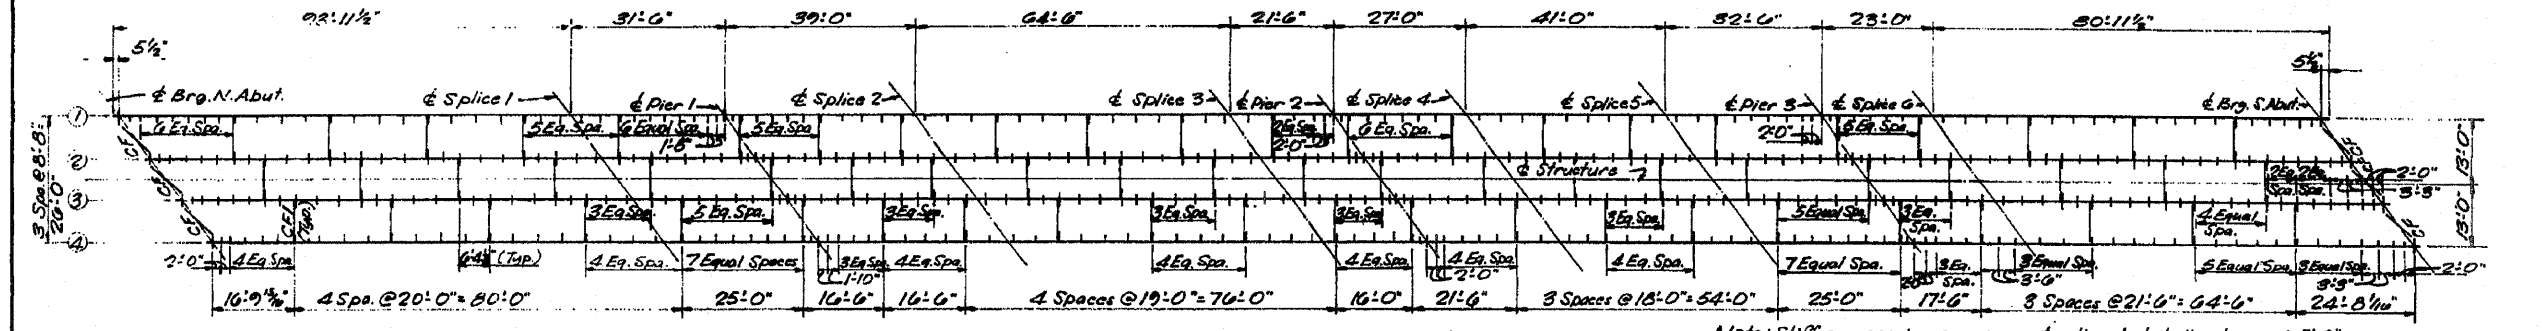 31'-6" 39'-0" 64'-6" 21'-6" 27'-0" 41'-0" 32'-6" 23'-0" 80'-11½"
5½" 5½"
℄ Brg. N. Abut. ℄ Splice 1 ℄ Pier 1 ℄ Splice 2 ℄ Splice 3 ℄ Pier 2 ℄ Splice 4 ℄ Splice 5 ℄ Pier 3 ℄ Splice 6 ℄ Brg. S. Abut.
1
6 Eq. Spa. 5 Eq. Spa. 6 Equal Spa. 5 Eq. Spa 2 Eq. Spa. 6 Eq. Spa. 2'-0" 6 Eq. Spa.
1'-8" 2'-0"
CF CF
2
℄ Structure
2 Eq. Spa. 2 Eq. Spa. 2'-0"
3'-3"
3 Spa. @ 8'-8"= 26'-0" 13'-0" 13'-0"
CF
3
CF CF1 (Typ.) 3 Eq. Spa. 5 Eq. Spa. 3 Eq. Spa. 3 Eq. Spa. 3 Eq. Spa. 3 Eq. Spa. 5 Equal Spa. 3 Eq. Spa. 4 Equal Spa. CF
4
2'-0" 4 Eq. Spa. 6'-4½" (Typ.) 4 Eq. Spa. 7 Equal Spaces 1'-10" 3 Eq. Spa 4 Eq. Spa. 4 Eq. Spa. 4 Eq. Spa. 2'-0" 4 Eq. Spa. 4 Eq. Spa. 7 Equal Spa. 3 Eq. Spa. 3'-6" 3 Equal Spa. 5 Equal Spa. 3 Equal Spa. 3'-3" 2'-0"
16'-9 15/16" 4 Spa. @ 20'-0" = 80'-0" 25'-0" 16'-6" 16'-6" 4 Spaces @ 19'-0" = 76'-0" 16'-0" 21'-6" 3 Spaces @ 18'-0" = 54'-0" 25'-0" 17'-6" 3 Spaces @ 21'-6" = 64'-6" 24'-8 1/16"